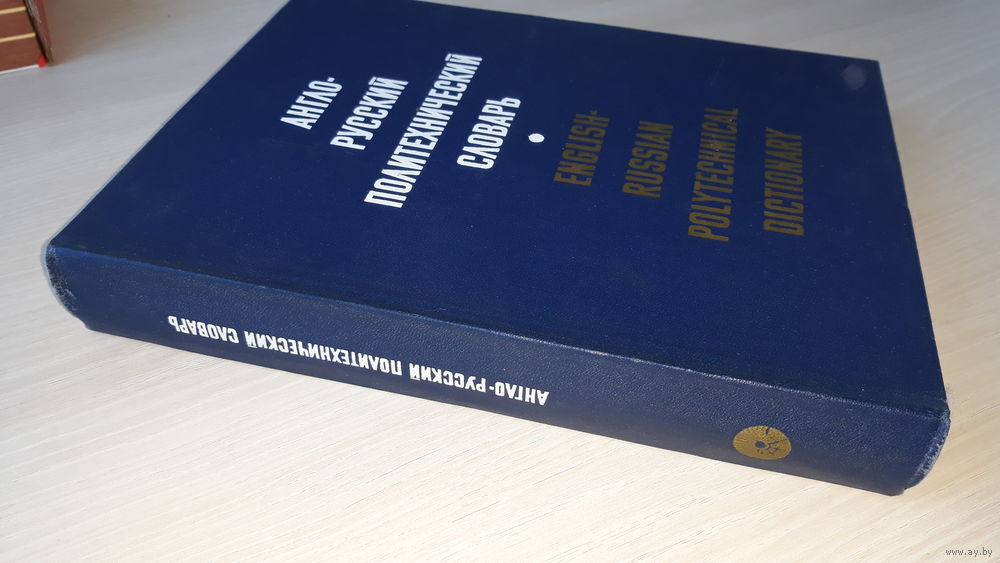 АНГЛО-
РУССКИЙ
ПОЛИТЕХНИЧЕСКИЙ
СЛОВАРЬ
ENGLISH-
RUSSIAN
POLYTECHNICAL
DICTIONARY
АНГЛО-РУССКИЙ ПОЛИТЕХНИЧЕСКИЙ СЛОВАРЬ
www.ay.by